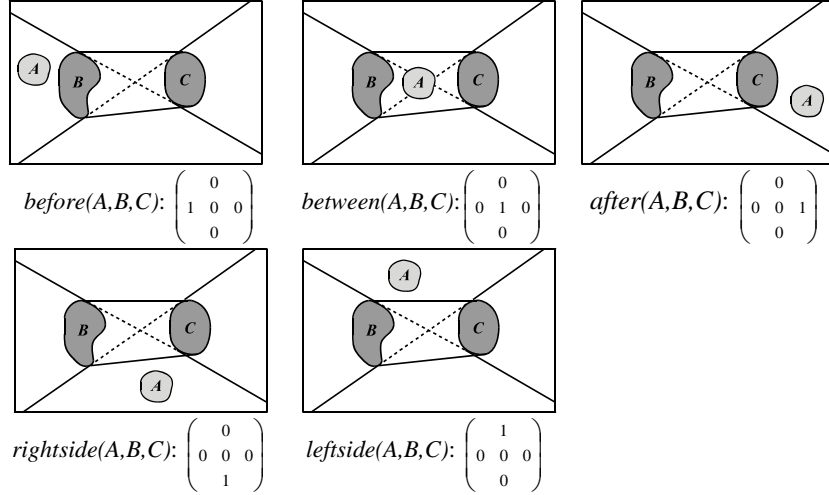 A B C
B A C
B C A
before(A,B,C):
0
1 0 0
0
between(A,B,C):
0
0 1 0
0
after(A,B,C):
0
0 0 1
0
B C
A
A
B C
rightside(A,B,C):
0
0 0 0
1
leftside(A,B,C):
1
0 0 0
0